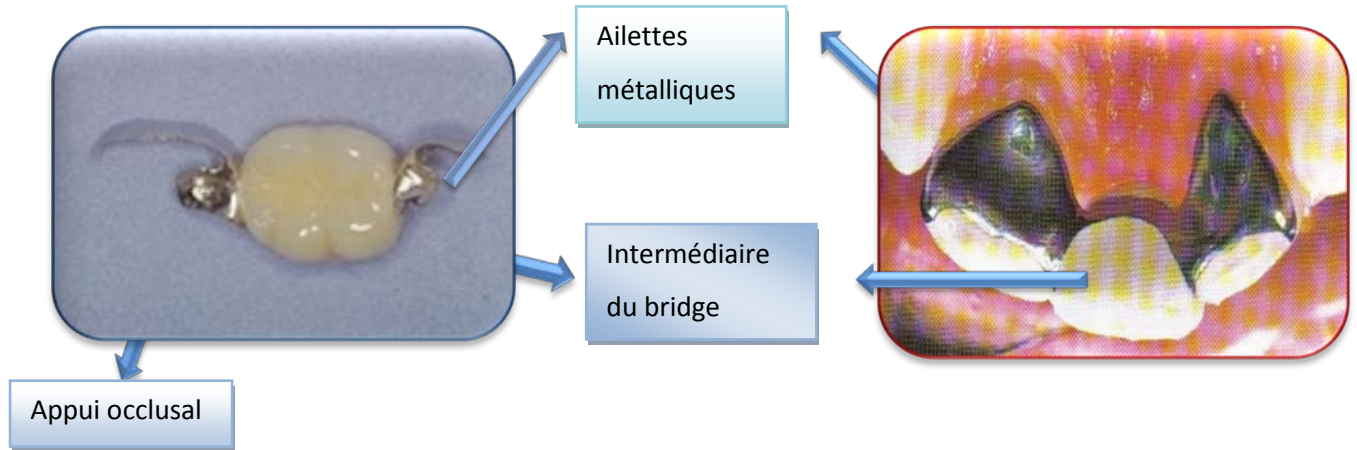 Ailettes
métalliques
Intermédiaire
du bridge
Appui occlusal